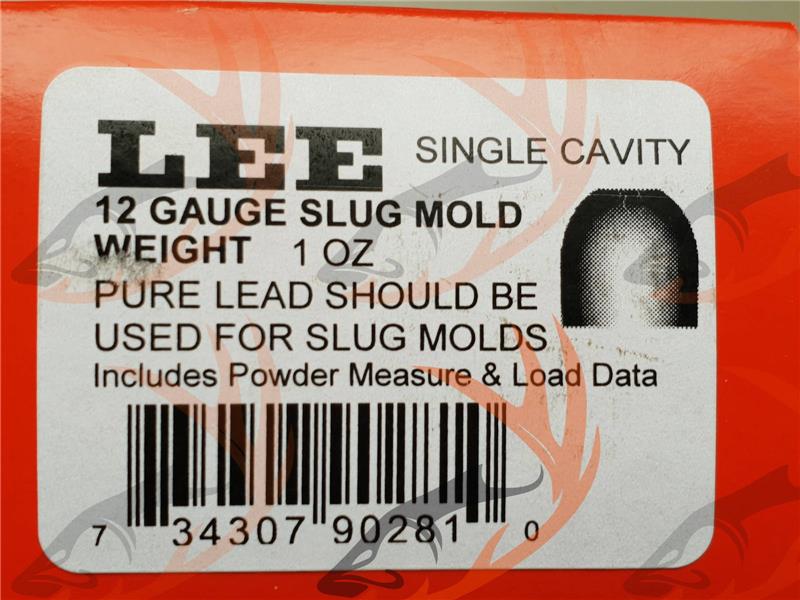 LEE SINGLE CAVITY
12 GAUGE SLUG MOLD
WEIGHT 1 OZ
PURE LEAD SHOULD BE
USED FOR SLUG MOLDS
Includes Powder Measure & Load Data
7 34307 90281 0